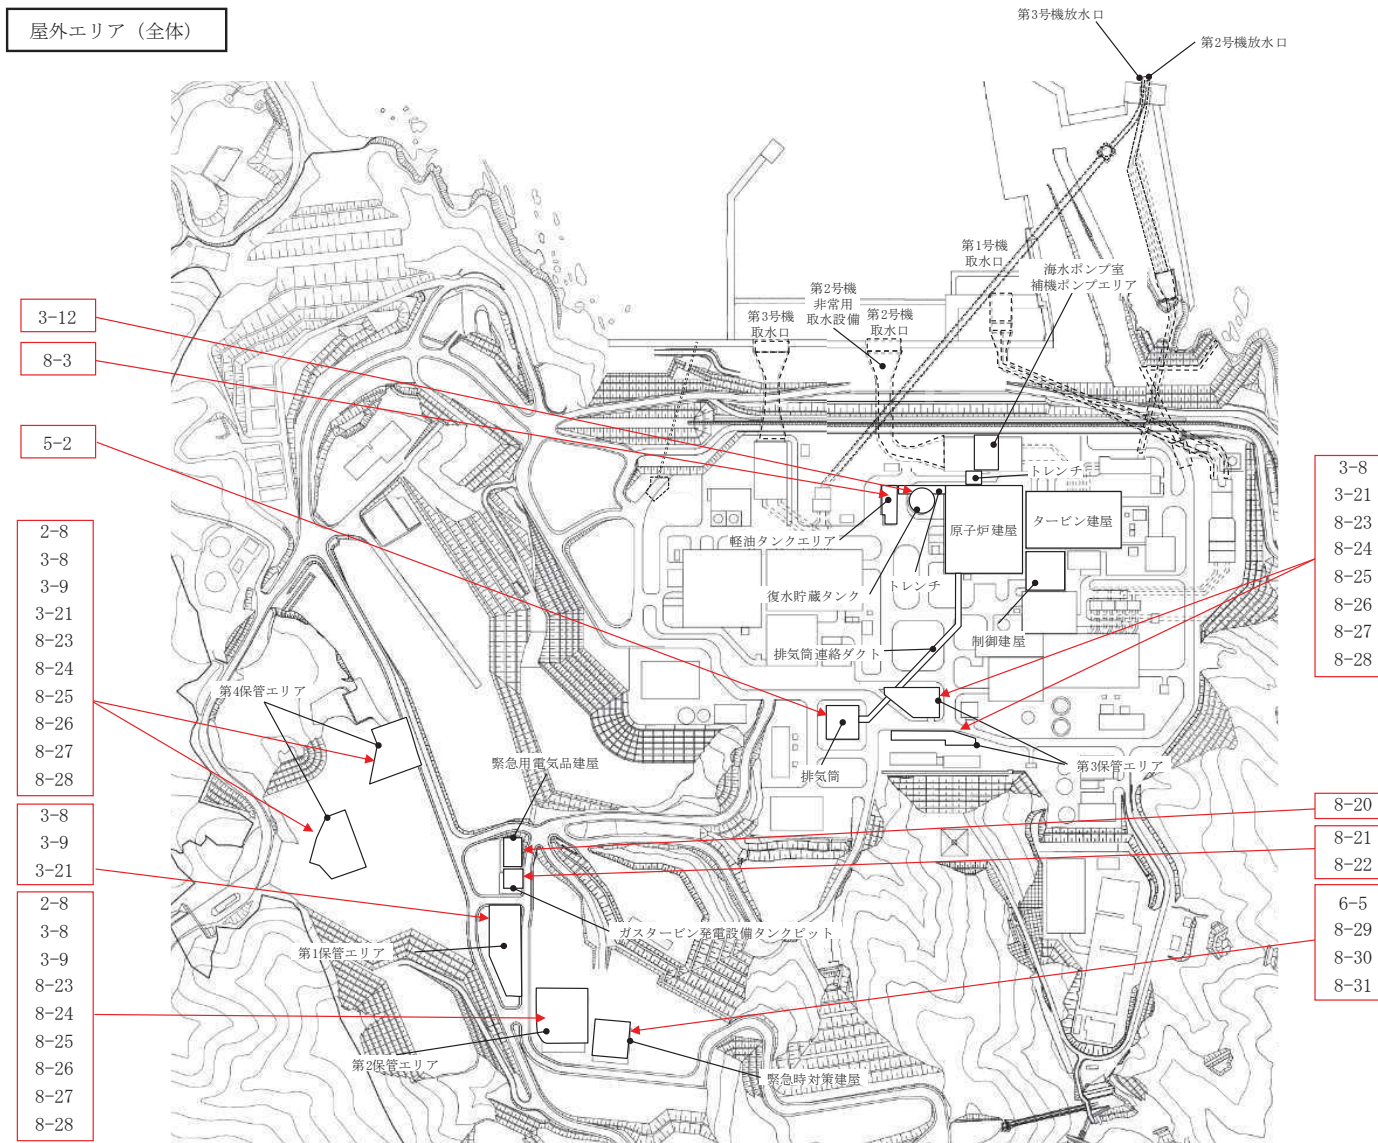 屋外エリア（全体）
第3号機放水口
第2号機放水口
第1号機
取水口
海水ポンプ室
補機ポンプエリア
第2号機
非常用
取水設備
第3号機
取水口
第2号機
取水口
3-12
8-3
5-2
トレンチ
原子炉建屋
タービン建屋
軽油タンクエリア
復水貯蔵タンク
トレンチ
制御建屋
排気筒連絡ダクト
3-8
3-21
8-23
8-24
8-25
8-26
8-27
8-28
2-8
3-8
3-9
3-21
8-23
8-24
8-25
8-26
8-27
8-28
第4保管エリア
緊急用電気品建屋
排気筒
第3保管エリア
8-20
8-21
8-22
3-8
3-9
3-21
ガスタービン発電設備タンクピット
第1保管エリア
6-5
8-29
8-30
8-31
2-8
3-8
3-9
8-23
8-24
8-25
8-26
8-27
8-28
第2保管エリア
緊急時対策建屋